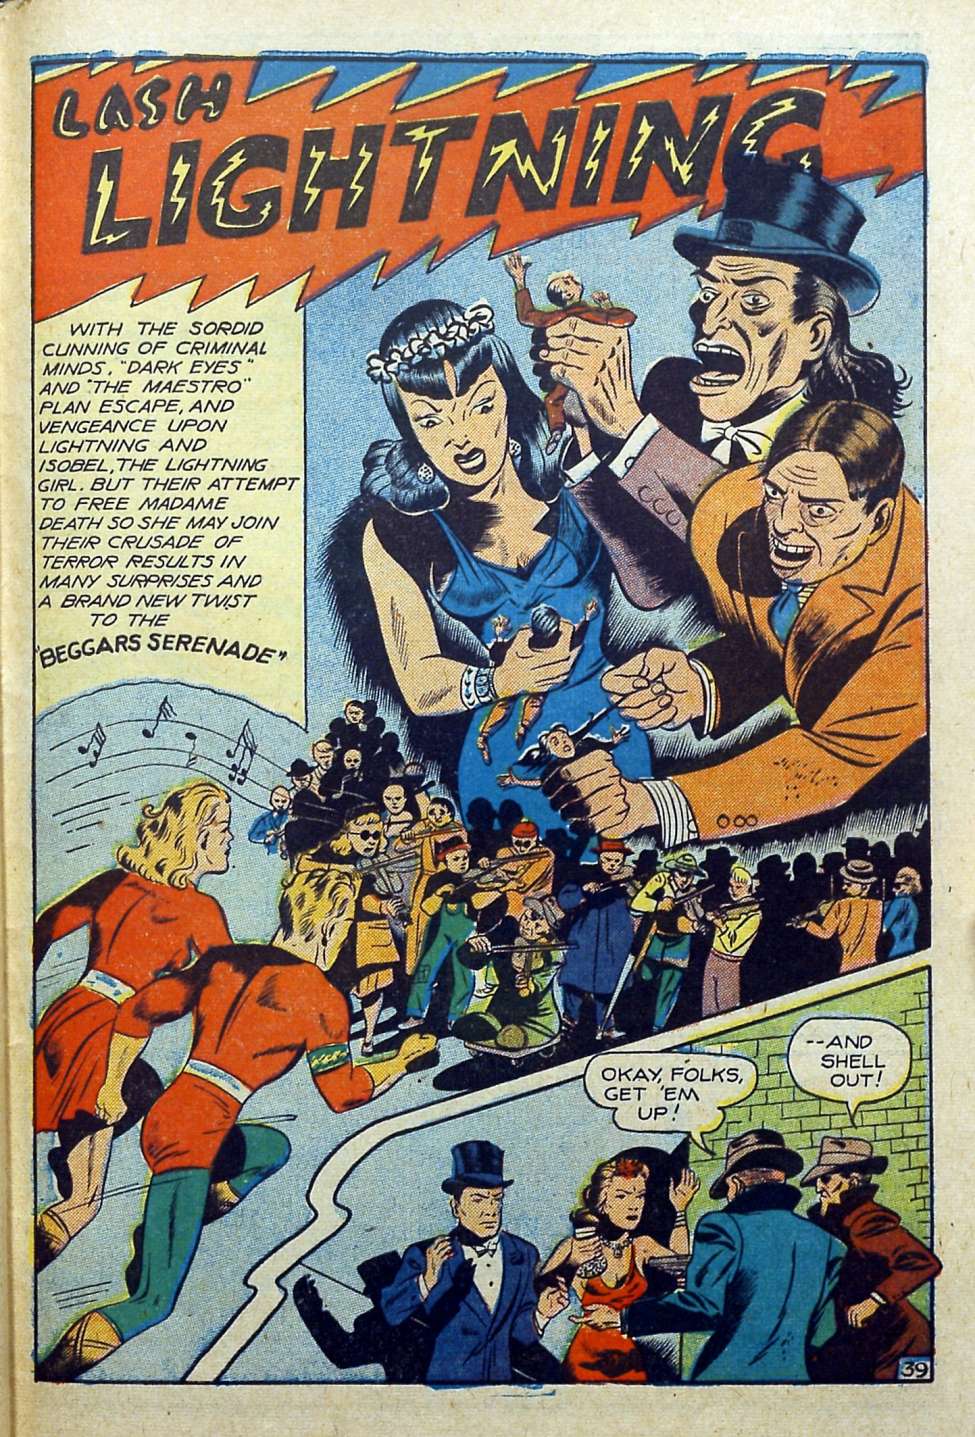 LASH
LIGHTNING
WITH THE SORDID
CUNNING OF CRIMINAL
MINDS, "DARK EYES"
AND "THE MAESTRO"
PLAN ESCAPE, AND
VENGEANCE UPON
LIGHTNING AND
ISOBEL, THE LIGHTNING
GIRL. BUT THEIR ATTEMPT
TO FREE MADAME
DEATH SO SHE MAY JOIN
THEIR CRUSADE OF
TERROR RESULTS IN
MANY SURPRISES AND
A BRAND NEW TWIST
TO THE
"BEGGARS SERENADE"
OKAY, FOLKS,
GET 'EM
UP!
--AND
SHELL
OUT!
39